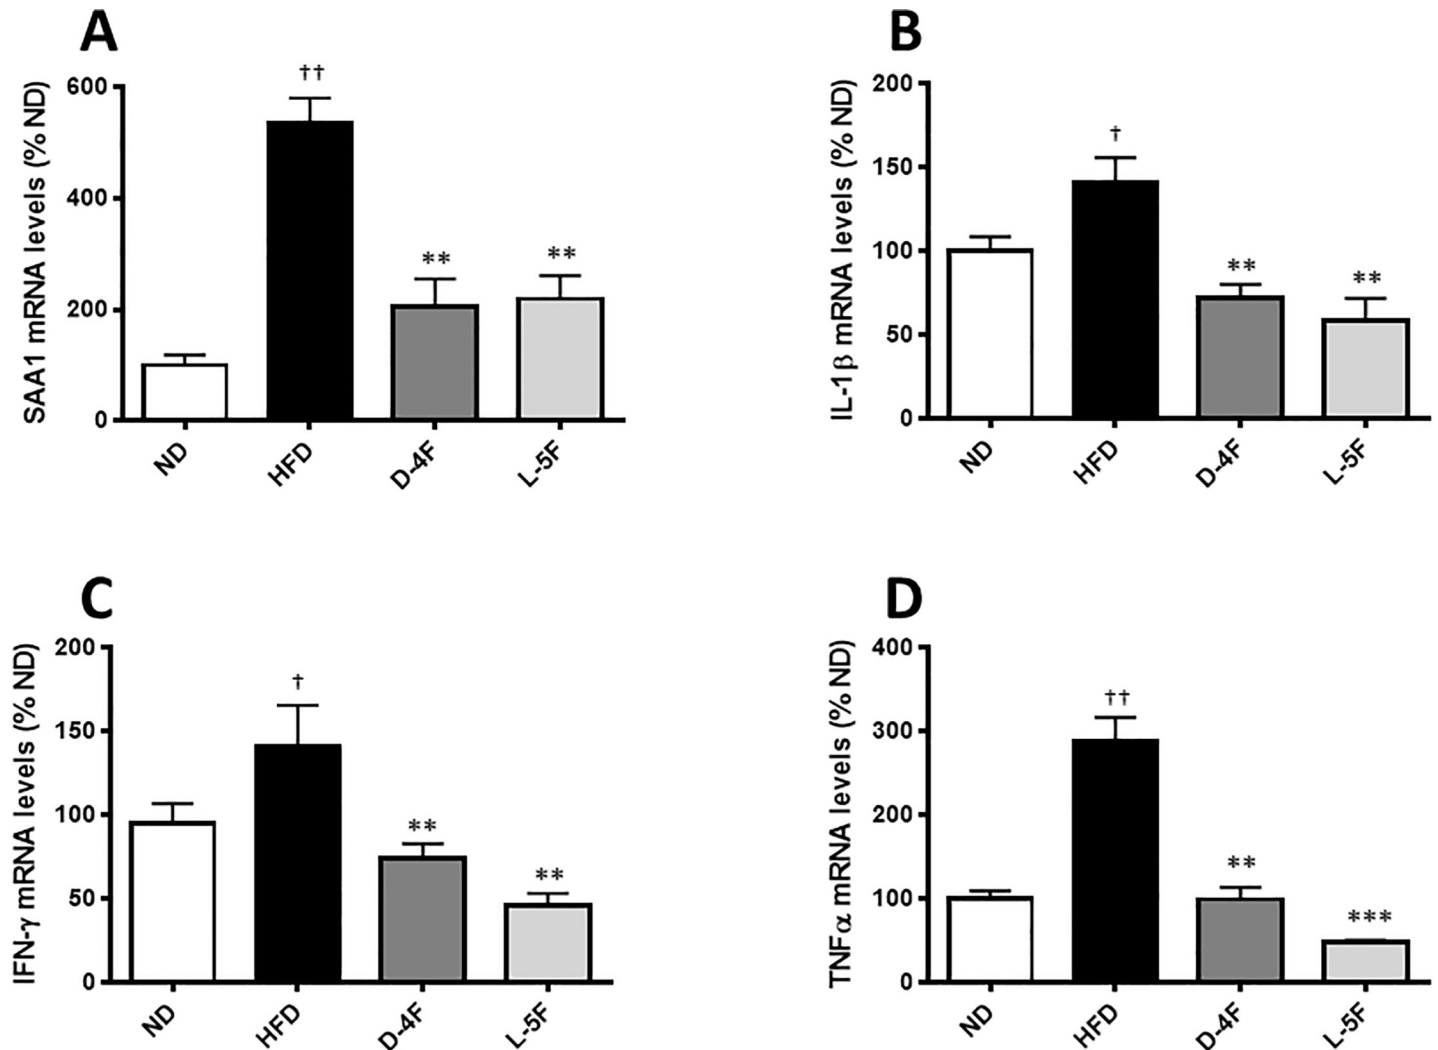 A
SAA1 mRNA levels (% ND)
600
400
200
0
††
**
**
ND
HFD
D-4F
L-5F
B
IL-1β mRNA levels (% ND)
200
150
100
50
0
†
**
**
ND
HFD
D-4F
L-5F
C
IFN-γ mRNA levels (% ND)
200
150
100
50
0
†
**
**
ND
HFD
D-4F
L-5F
D
TNFα mRNA levels (% ND)
400
300
200
100
0
††
**
***
ND
HFD
D-4F
L-5F